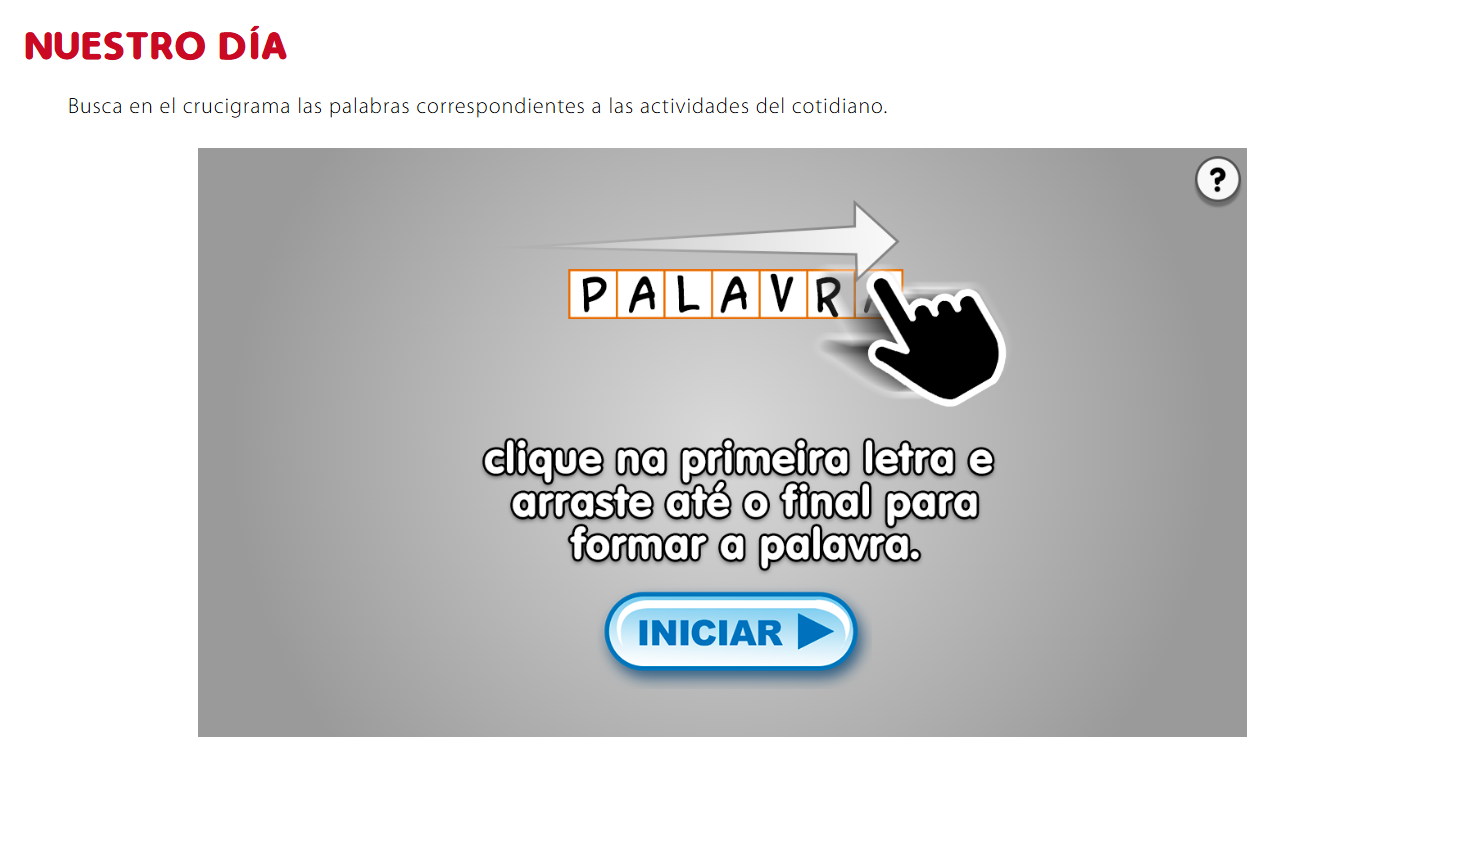 NUESTRO DÍA
Busca en el crucigrama las palabras correspondientes a las actividades del cotidiano.
?
PALAVRA
clique na primeira letra e
arraste até o final para
formar a palavra.
INICIAR